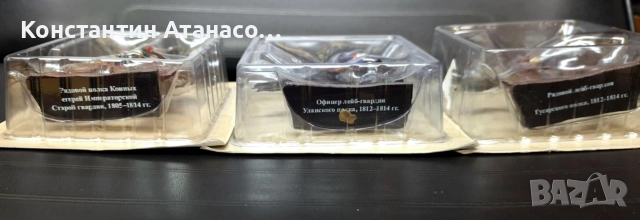 Константин Атанасо...
Рядовой полка Конных
егерей Императорской
Старой гвардии, 1805–1814 гг.
Офицер лейб-гвардии
Уланского полка, 1812–1814 гг.
Рядовой лейб-гвардии
Гусарского полка, 1812–1814 гг.
BAZAR
bg